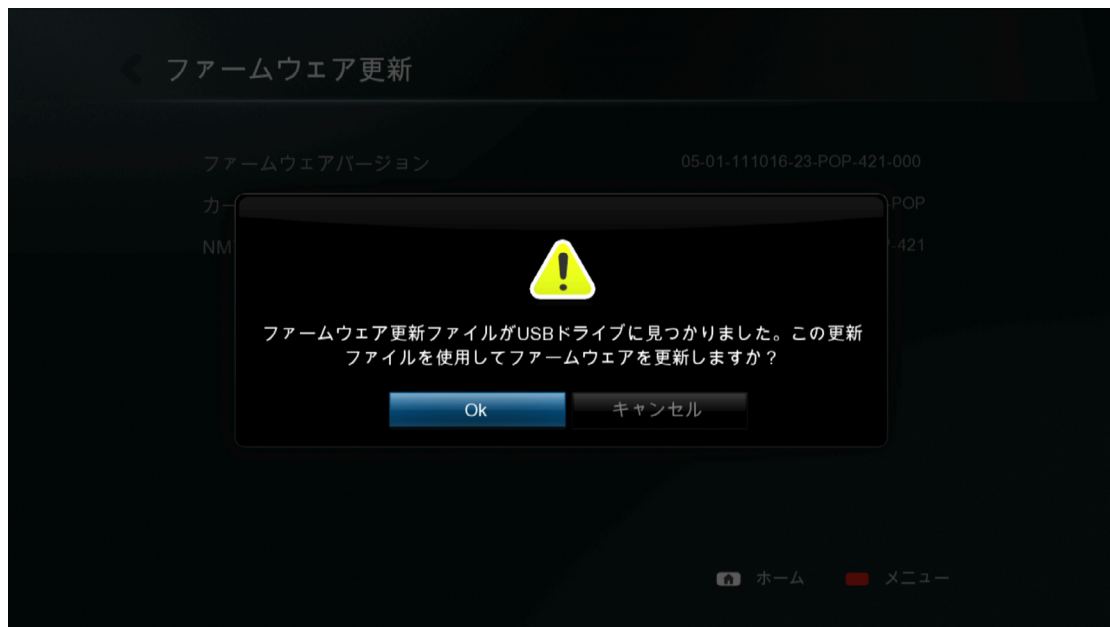 ファームウェア更新
ファームウェアバージョン 05-01-111016-23-POP-421-000
カー -POP
NM -421
ファームウェア更新ファイルがUSBドライブに見つかりました。この更新
ファイルを使用してファームウェアを更新しますか？
Ok キャンセル
ホーム メニュー